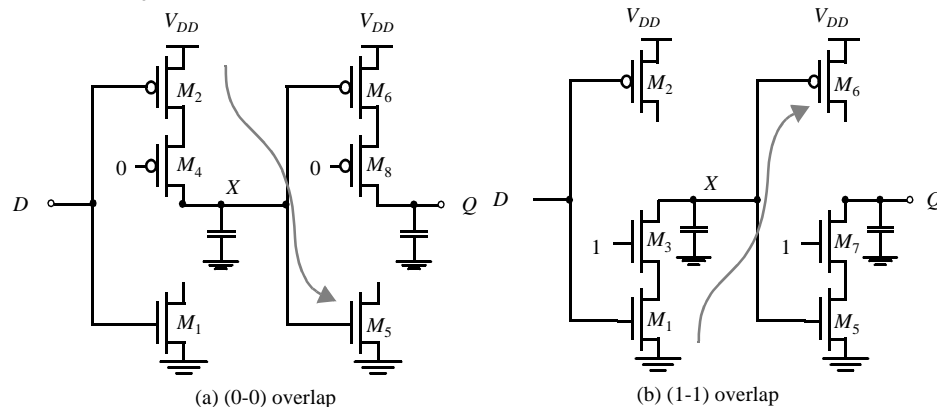 V_DD V_DD
M_2 M_6
0 M_4 0 M_8
D X Q
M_1 M_5
(a) (0-0) overlap
V_DD V_DD
M_2 M_6
D X Q
1 M_3 1 M_7
M_1 M_5
(b) (1-1) overlap